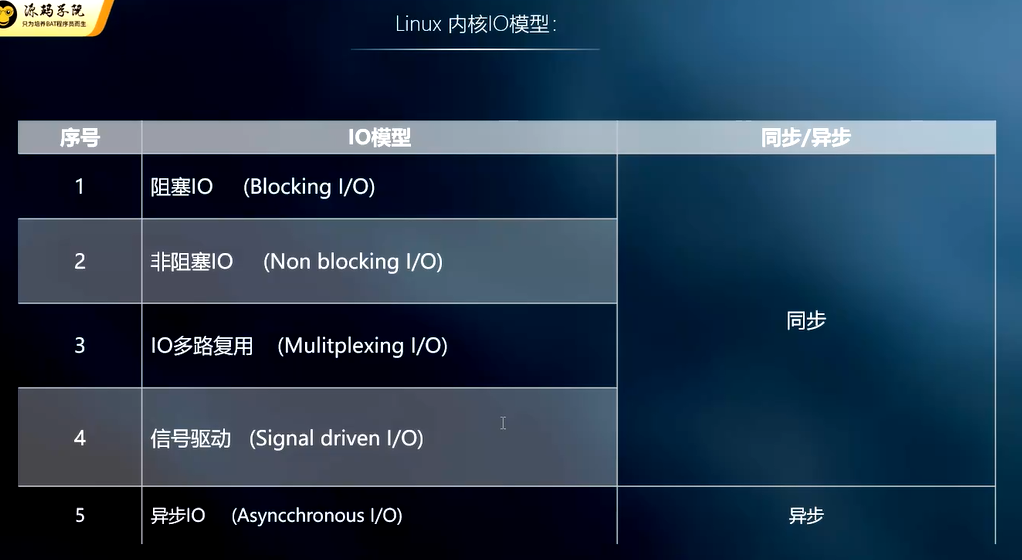 源码学院
只为培养BAT程序员而生
Linux 内核IO模型：
序号 IO模型 同步/异步
1 阻塞IO (Blocking I/O)
2 非阻塞IO (Non blocking I/O)
同步
3 IO多路复用 (Mulitplexing I/O)
4 信号驱动 (Signal driven I/O)
5 异步IO (Asyncchronous I/O) 异步